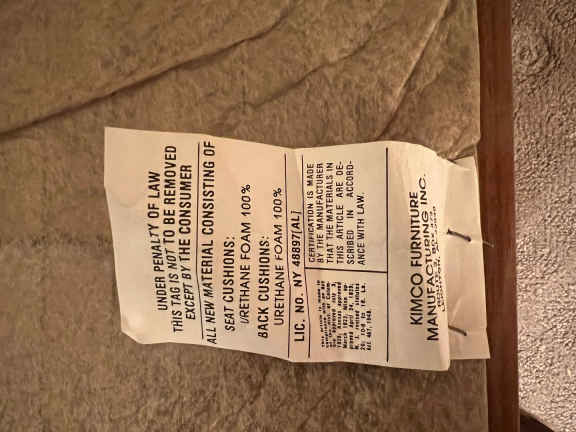 UNDER PENALTY OF LAW
THIS TAG IS NOT TO BE REMOVED
EXCEPT BY THE CONSUMER
ALL NEW MATERIAL CONSISTING OF
SEAT CUSHIONS:
URETHANE FOAM 100%
BACK CUSHIONS:
URETHANE FOAM 100%
LIC. NO. NY 48897(AL)
CERTIFICATION IS MADE
BY THE MANUFACTURER
THAT THE MATERIALS IN
THIS ARTICLE ARE DE-
SCRIBED IN ACCORD-
ANCE WITH LAW.
KIMCO FURNITURE
MANUFACTURING INC.